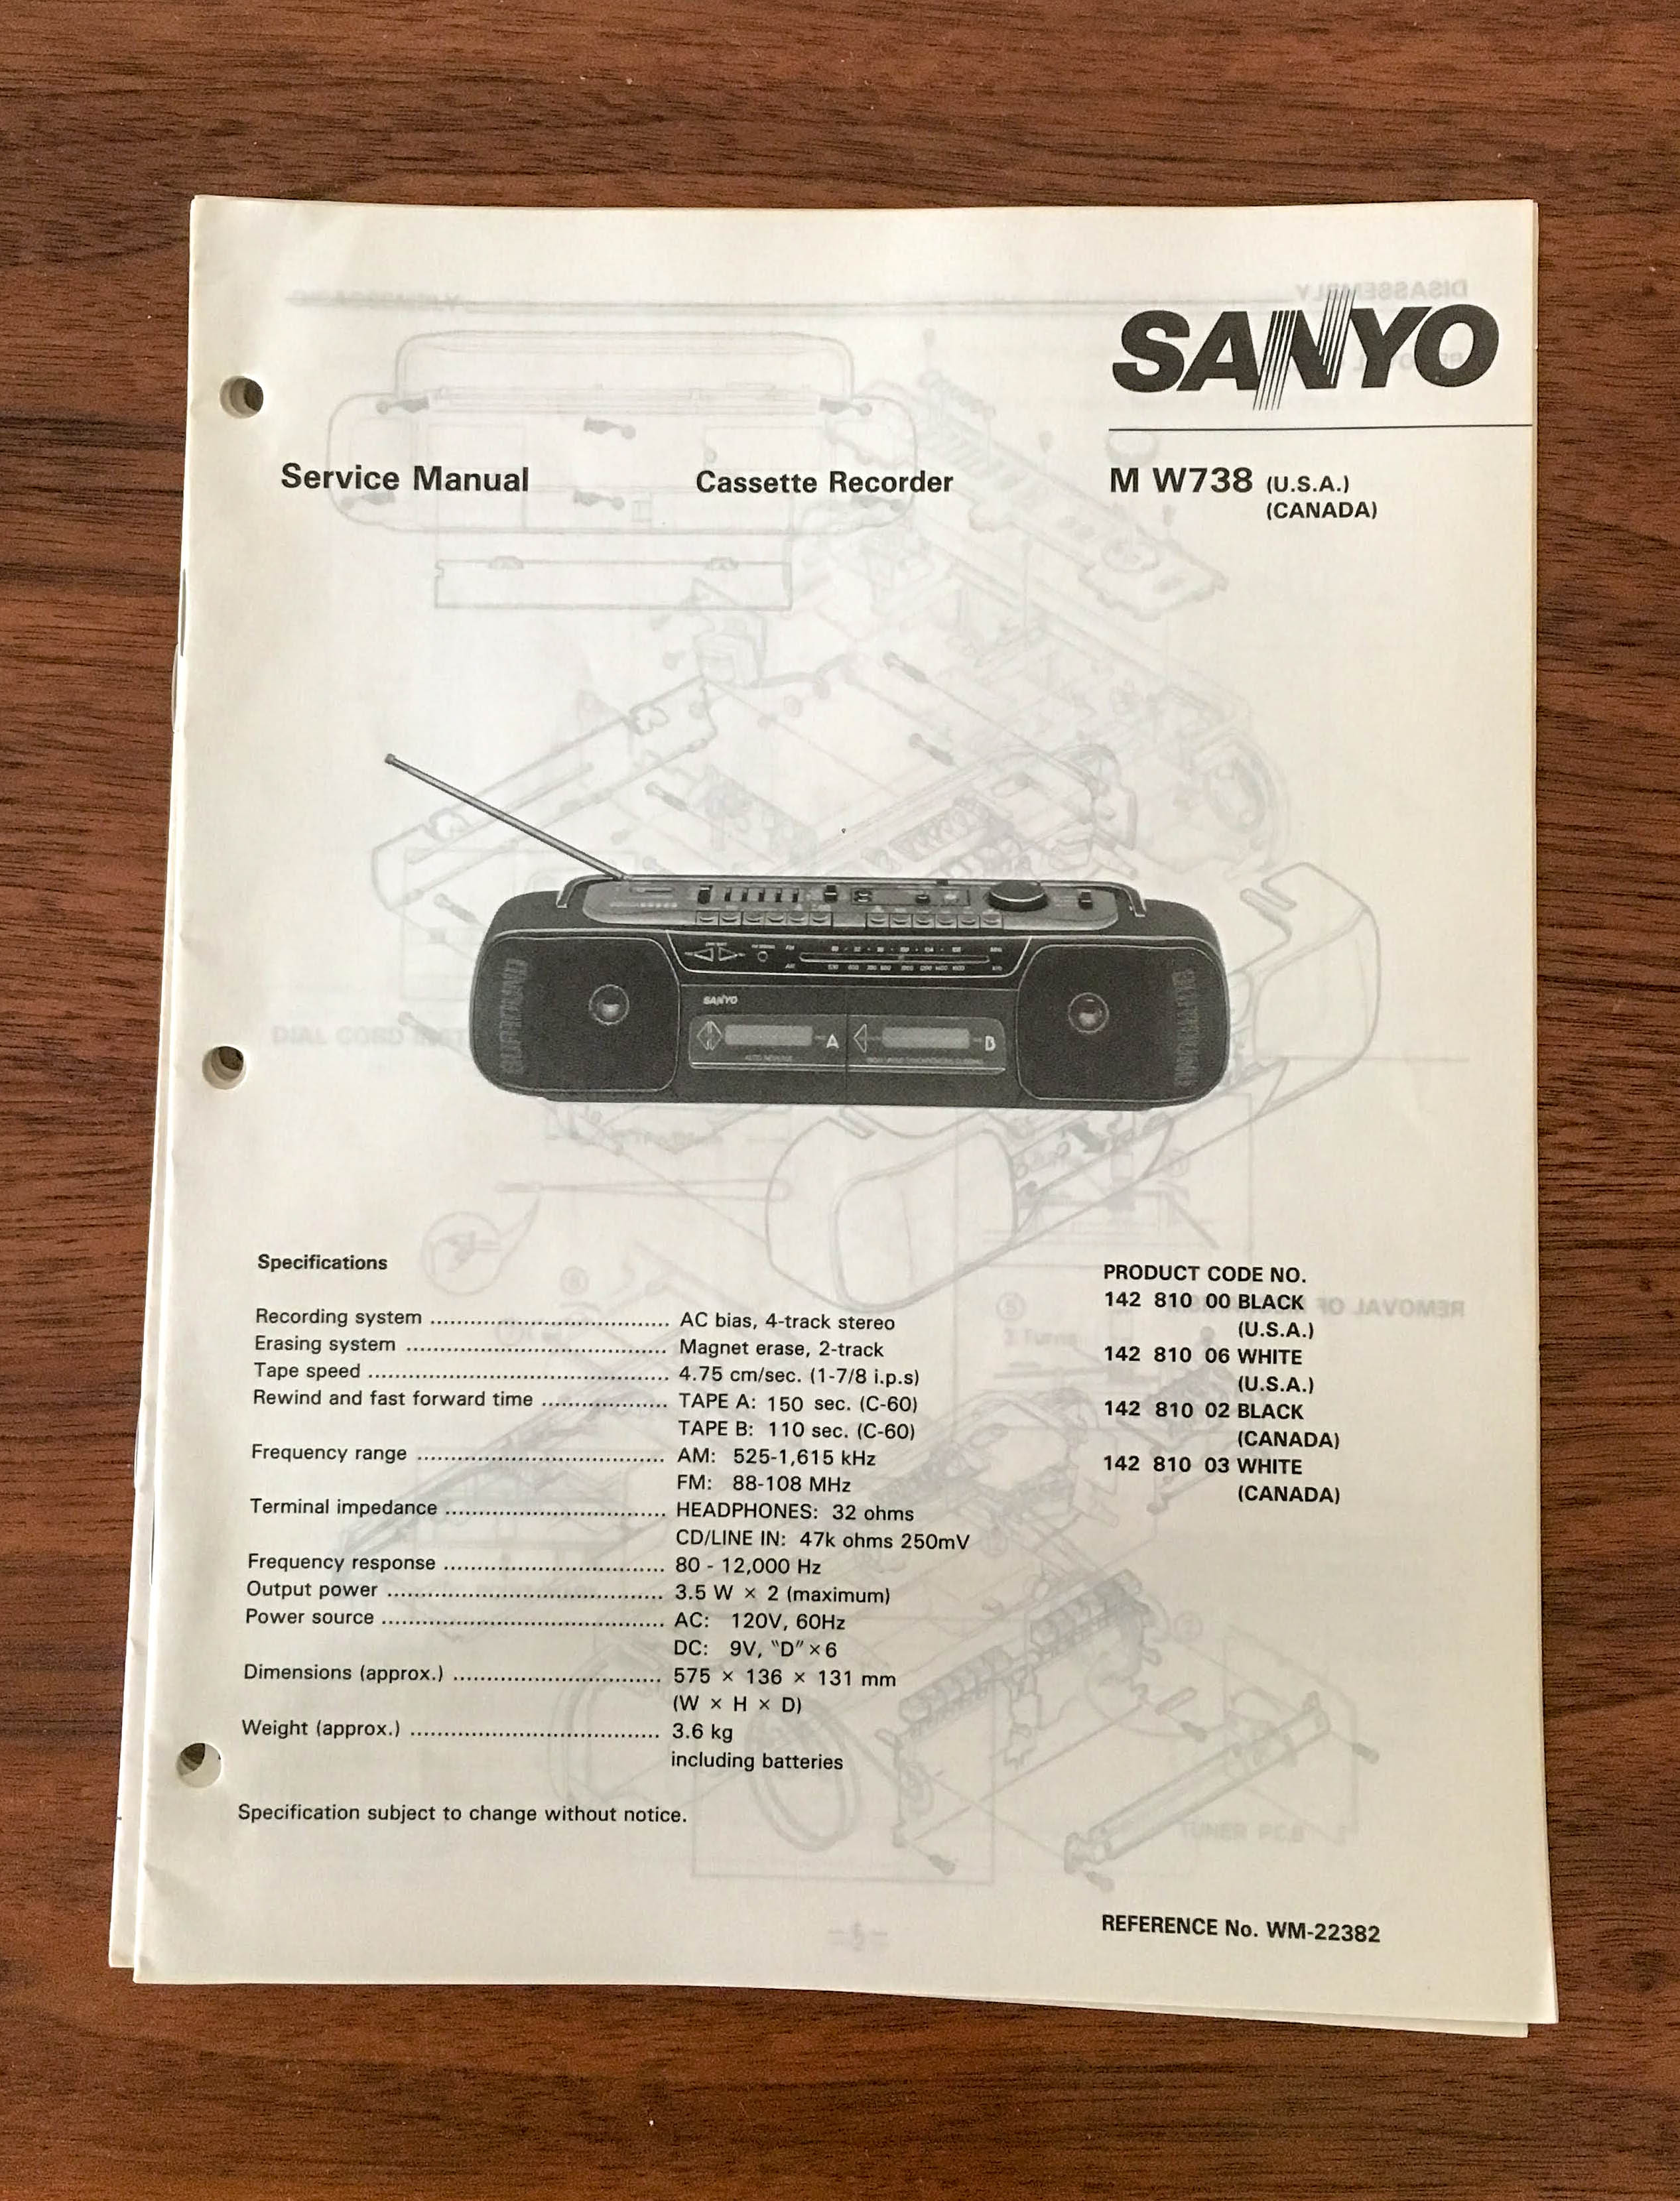 SANYO
Service Manual Cassette Recorder M W738 (U.S.A.)
(CANADA)
SANYO
A
B
Specifications
Recording system ........................................ AC bias, 4-track stereo
Erasing system ............................................ Magnet erase, 2-track
Tape speed .................................................. 4.75 cm/sec. (1-7/8 i.p.s)
Rewind and fast forward time ..................... TAPE A: 150 sec. (C-60)
TAPE B: 110 sec. (C-60)
Frequency range .......................................... AM: 525-1,615 kHz
FM: 88-108 MHz
Terminal impedance ..................................... HEADPHONES: 32 ohms
CD/LINE IN: 47k ohms 250mV
Frequency response ..................................... 80 - 12,000 Hz
Output power .............................................. 3.5 W × 2 (maximum)
Power source ............................................... AC: 120V, 60Hz
DC: 9V, "D" × 6
Dimensions (approx.) ................................... 575 × 136 × 131 mm
(W × H × D)
Weight (approx.) .......................................... 3.6 kg
including batteries
Specification subject to change without notice.
PRODUCT CODE NO.
142 810 00 BLACK
(U.S.A.)
142 810 06 WHITE
(U.S.A.)
142 810 02 BLACK
(CANADA)
142 810 03 WHITE
(CANADA)
REFERENCE No. WM-22382